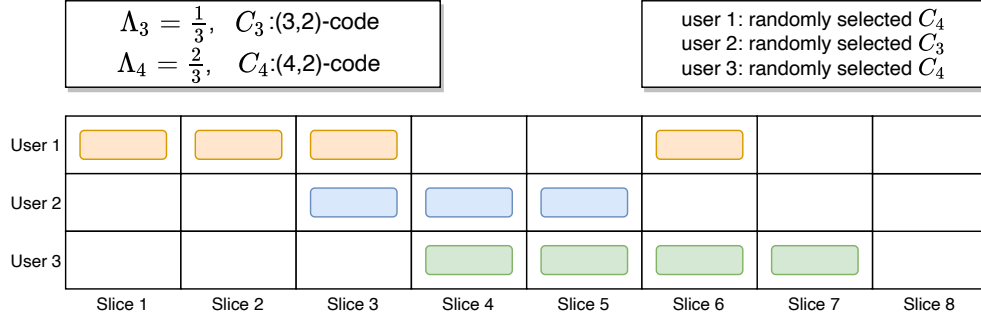 Λ₃ = 1/3, C₃:(3,2)-code
Λ₄ = 2/3, C₄:(4,2)-code
user 1: randomly selected C₄
user 2: randomly selected C₃
user 3: randomly selected C₄
User 1
User 2
User 3
Slice 1 Slice 2 Slice 3 Slice 4 Slice 5 Slice 6 Slice 7 Slice 8